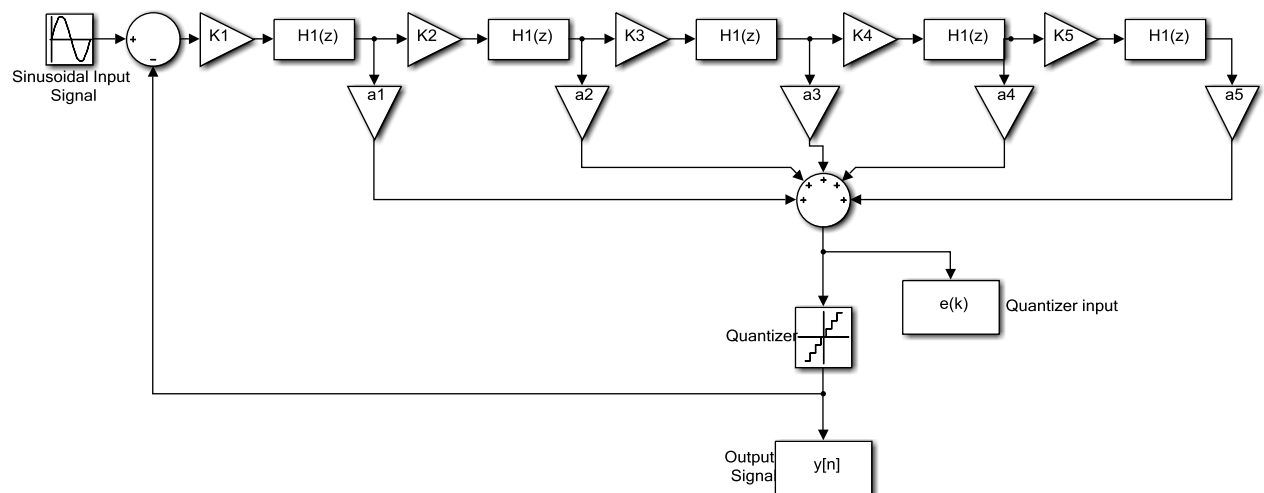 K1
H1(z)
K2
H1(z)
K3
H1(z)
K4
H1(z)
K5
H1(z)
+
-
Sinusoidal Input
Signal
a1
a2
a3
a4
a5
+
+
+
+
+
e(k)
Quantizer input
Quantizer
Output
Signal
y[n]